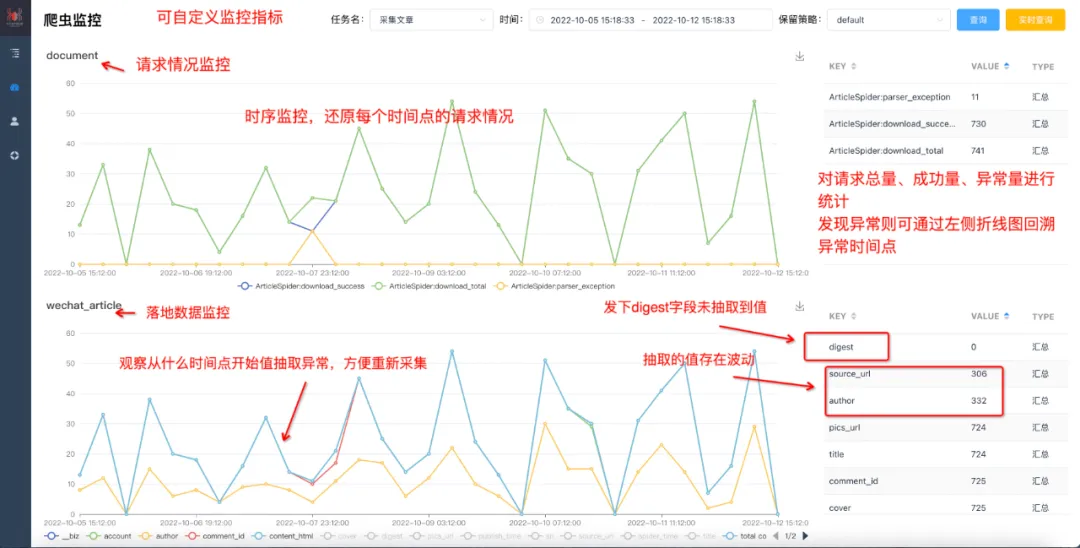 爬虫监控
可自定义监控指标
任务名： 采集文章 时间： 2022-10-05 15:18:33 - 2022-10-12 15:18:33 保留策略： default 查询 实时查询
document
请求情况监控
时序监控，还原每个时间点的请求情况
60
50
40
30
20
10
0
2022-10-05 15:12:00 2022-10-06 19:12:00 2022-10-07 23:12:00 2022-10-09 03:12:00 2022-10-10 07:12:00 2022-10-11 11:12:00 2022-10-12 15:12:0
ArticleSpider:download_success ArticleSpider:download_total ArticleSpider:parser_exception
KEY VALUE TYPE
ArticleSpider:parser_exception 11 汇总
ArticleSpider:download_succe... 730 汇总
ArticleSpider:download_total 741 汇总
对请求总量、成功量、异常量进行
统计
发现异常则可通过左侧折线图回溯
异常时间点
wechat_article
落地数据监控
观察从什么时间点开始值抽取异常，方便重新采集
发下digest字段未抽取到值
抽取的值存在波动
60
50
40
30
20
10
0
2022-10-05 15:12:00 2022-10-06 19:12:00 2022-10-07 23:12:00 2022-10-09 03:12:00 2022-10-10 07:12:00 2022-10-11 11:12:00 2022-10-12 15:12:0
__biz account author comment_id content_html cover digest pics_url publish_time sn source_url spider_time title total co 1/2
KEY VALUE TYPE
digest 0 汇总
source_url 306 汇总
author 332 汇总
pics_url 724 汇总
title 724 汇总
comment_id 725 汇总
cover 725 汇总